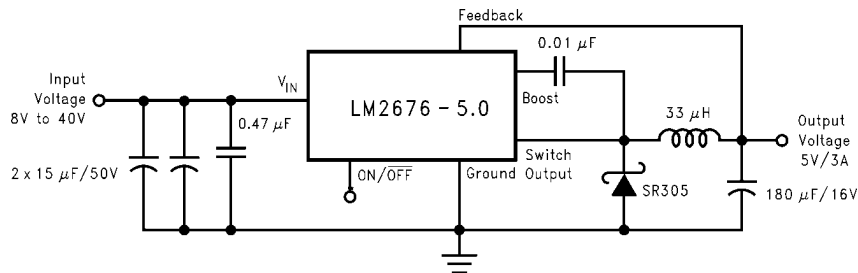 Feedback
0.01 μF
Input
Voltage
8V to 40V
V_IN
LM2676 - 5.0
Boost
0.47 μF
33 μH
Output
Voltage
5V/3A
Switch
Output
2 x 15 μF/50V
ON/O̅F̅F̅
Ground
SR305
180 μF/16V